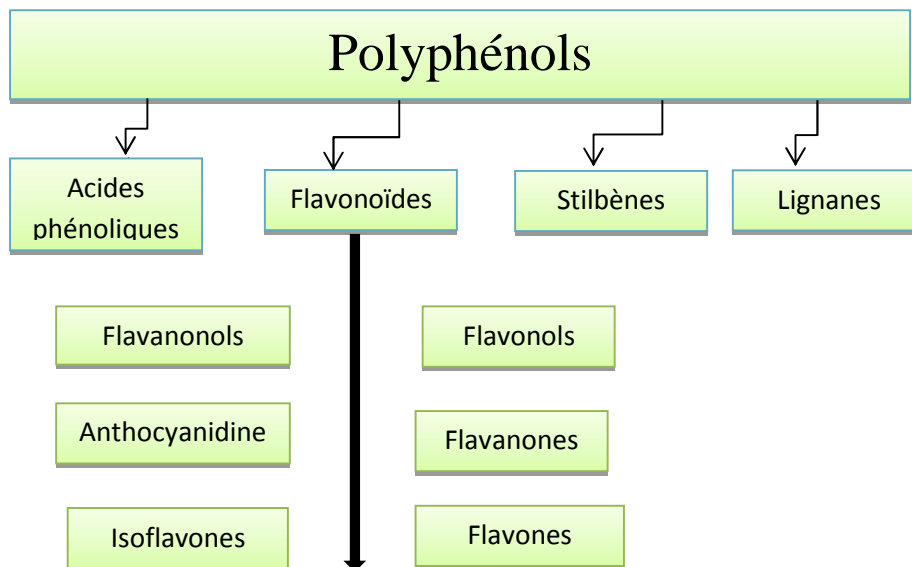 Polyphénols
Acides
phénoliques
Flavonoïdes
Stilbènes
Lignanes
Flavanonols
Flavonols
Anthocyanidine
Flavanones
Isoflavones
Flavones